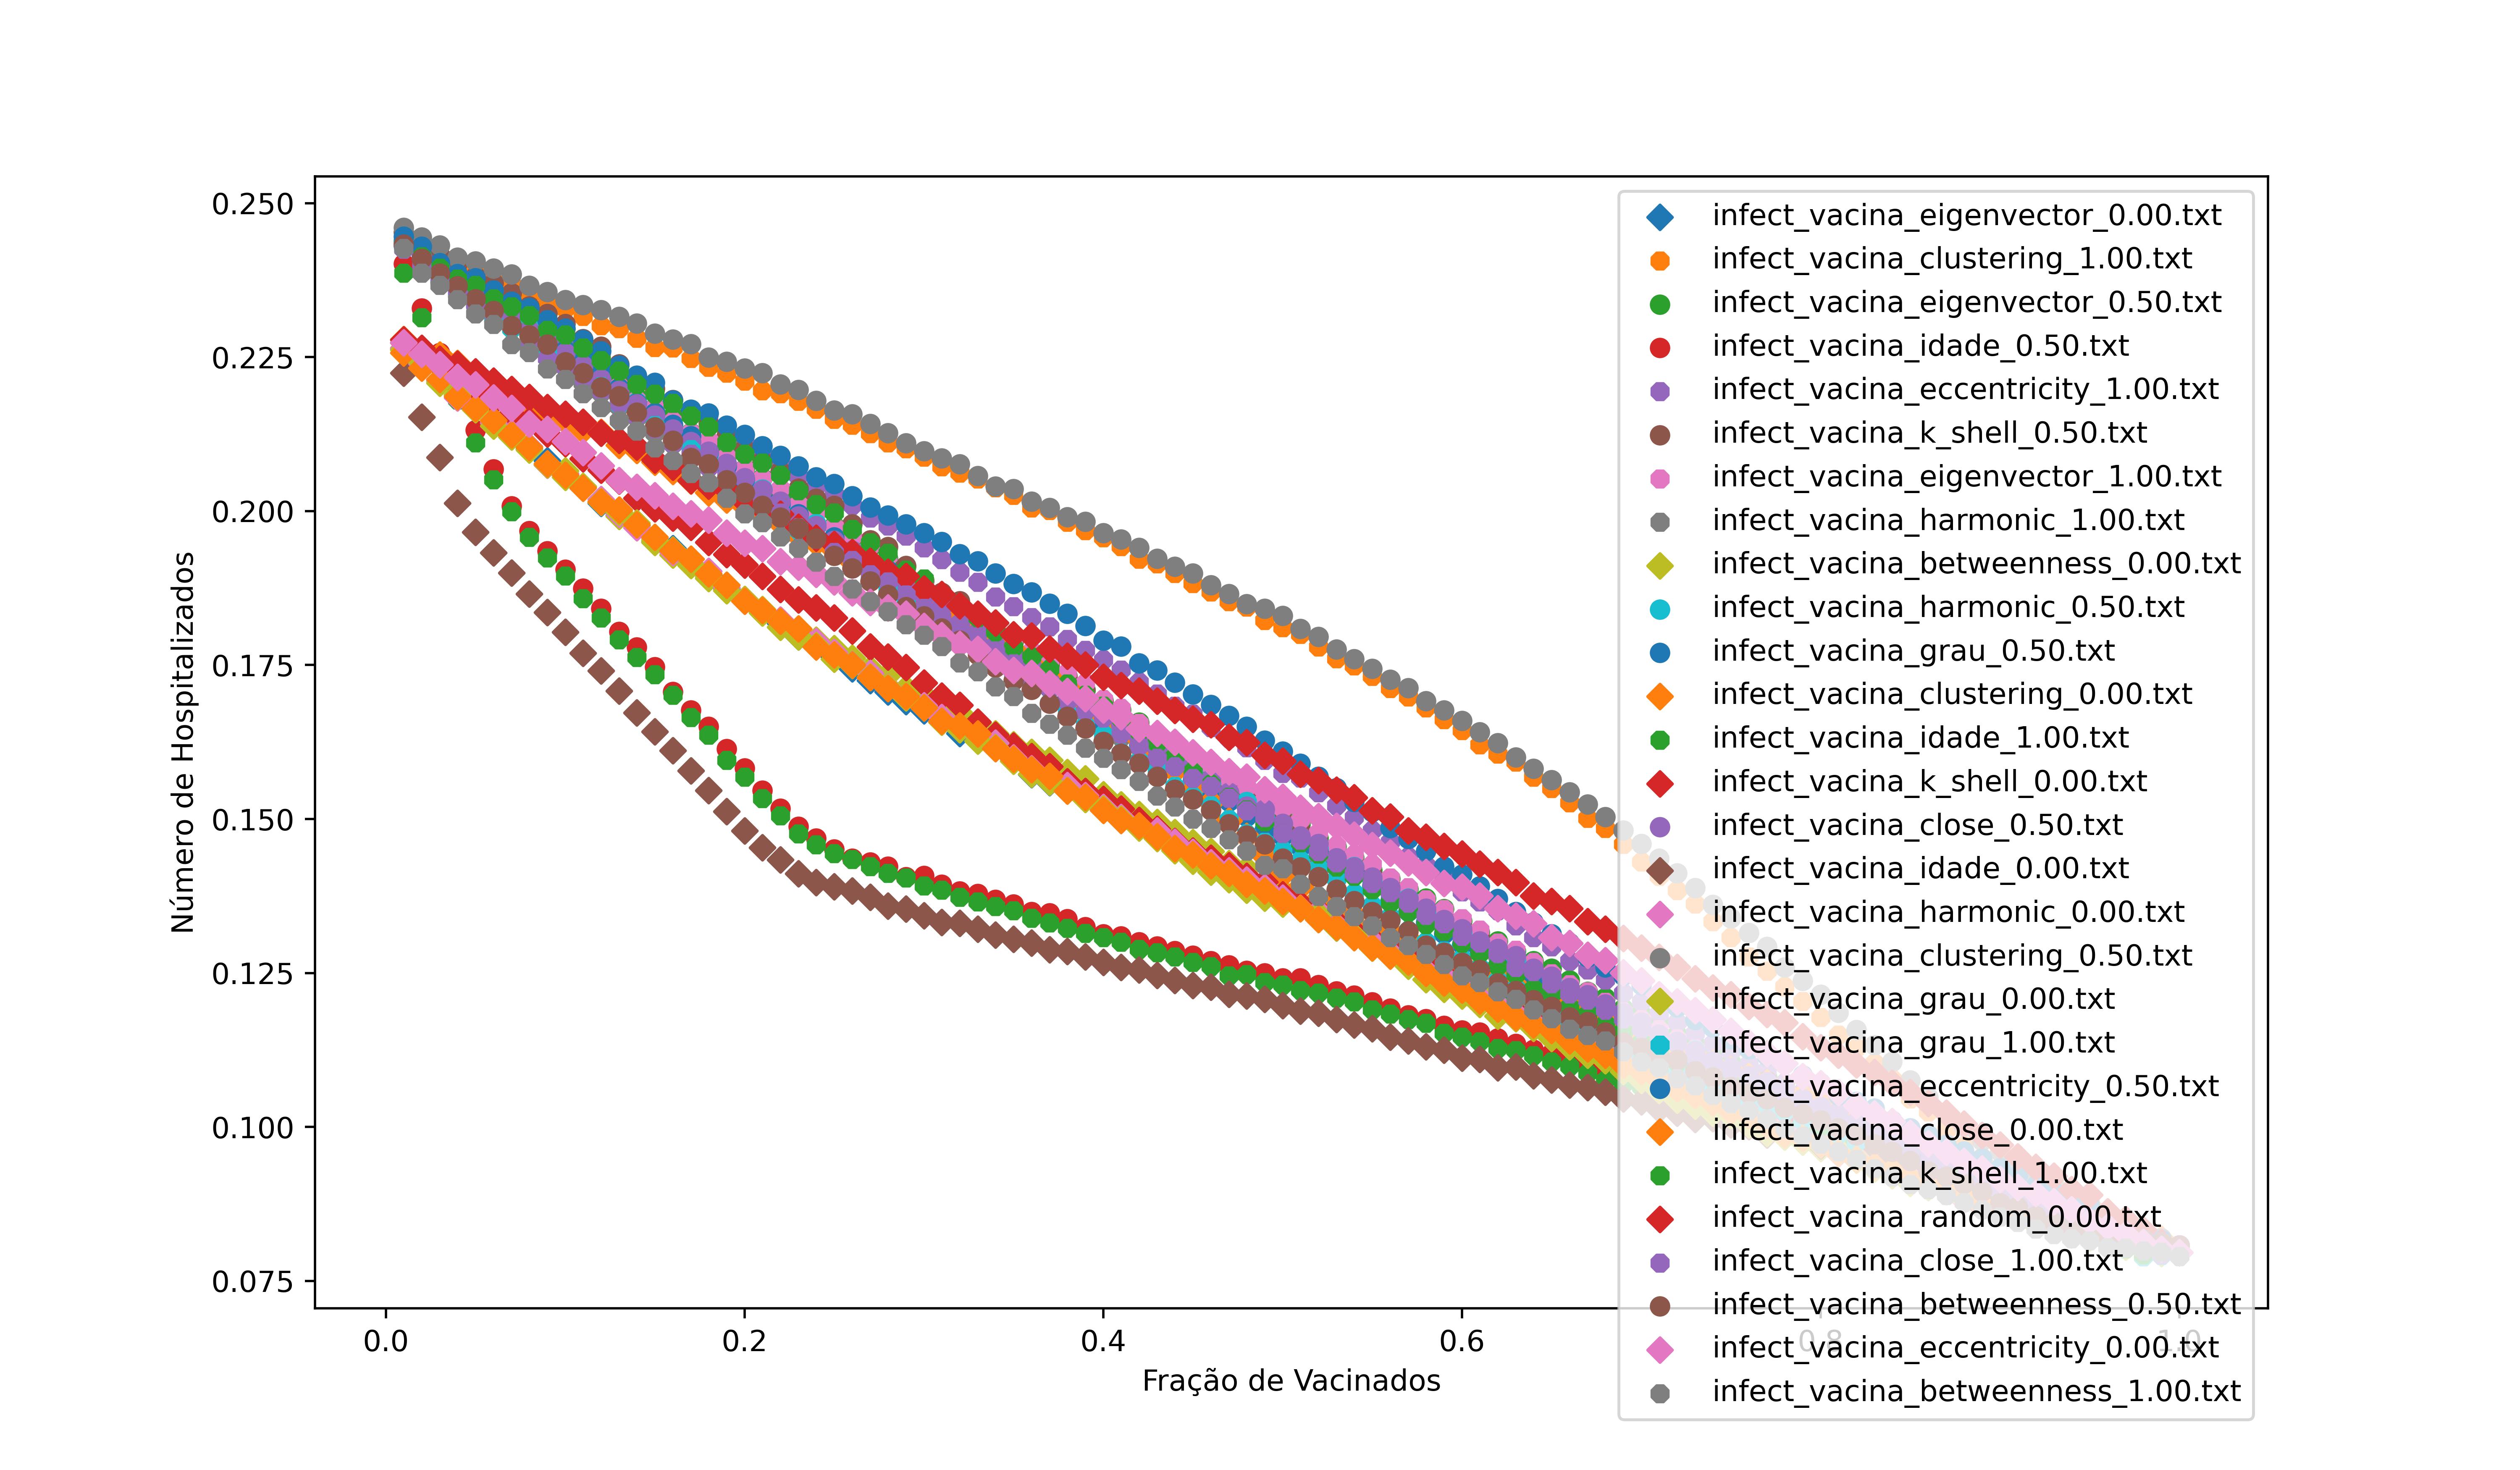 0.250
0.225
0.200
0.175
0.150
0.125
0.100
0.075
Número de Hospitalizados
0.0
0.2
0.4
0.6
0.8
1.0
Fração de Vacinados
infect_vacina_eigenvector_0.00.txt
infect_vacina_clustering_1.00.txt
infect_vacina_eigenvector_0.50.txt
infect_vacina_idade_0.50.txt
infect_vacina_eccentricity_1.00.txt
infect_vacina_k_shell_0.50.txt
infect_vacina_eigenvector_1.00.txt
infect_vacina_harmonic_1.00.txt
infect_vacina_betweenness_0.00.txt
infect_vacina_harmonic_0.50.txt
infect_vacina_grau_0.50.txt
infect_vacina_clustering_0.00.txt
infect_vacina_idade_1.00.txt
infect_vacina_k_shell_0.00.txt
infect_vacina_close_0.50.txt
infect_vacina_idade_0.00.txt
infect_vacina_harmonic_0.00.txt
infect_vacina_clustering_0.50.txt
infect_vacina_grau_0.00.txt
infect_vacina_grau_1.00.txt
infect_vacina_eccentricity_0.50.txt
infect_vacina_close_0.00.txt
infect_vacina_k_shell_1.00.txt
infect_vacina_random_0.00.txt
infect_vacina_close_1.00.txt
infect_vacina_betweenness_0.50.txt
infect_vacina_eccentricity_0.00.txt
infect_vacina_betweenness_1.00.txt